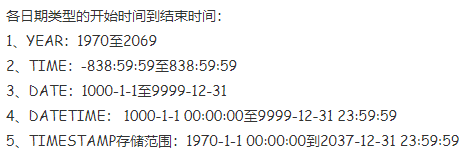 各日期类型的开始时间到结束时间：
1、YEAR：1970至2069
2、TIME：-838:59:59至838:59:59
3、DATE：1000-1-1至9999-12-31
4、DATETIME： 1000-1-1 00:00:00至9999-12-31 23:59:59
5、TIMESTAMP存储范围：1970-1-1 00:00:00到2037-12-31 23:59:59